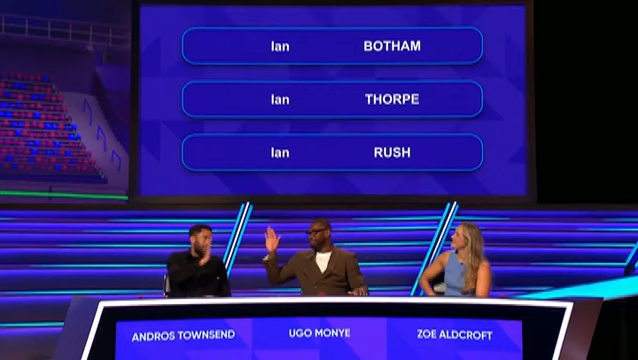 Ian BOTHAM
Ian THORPE
Ian RUSH
ANDROS TOWNSEND UGO MONYE ZOE ALDCROFT